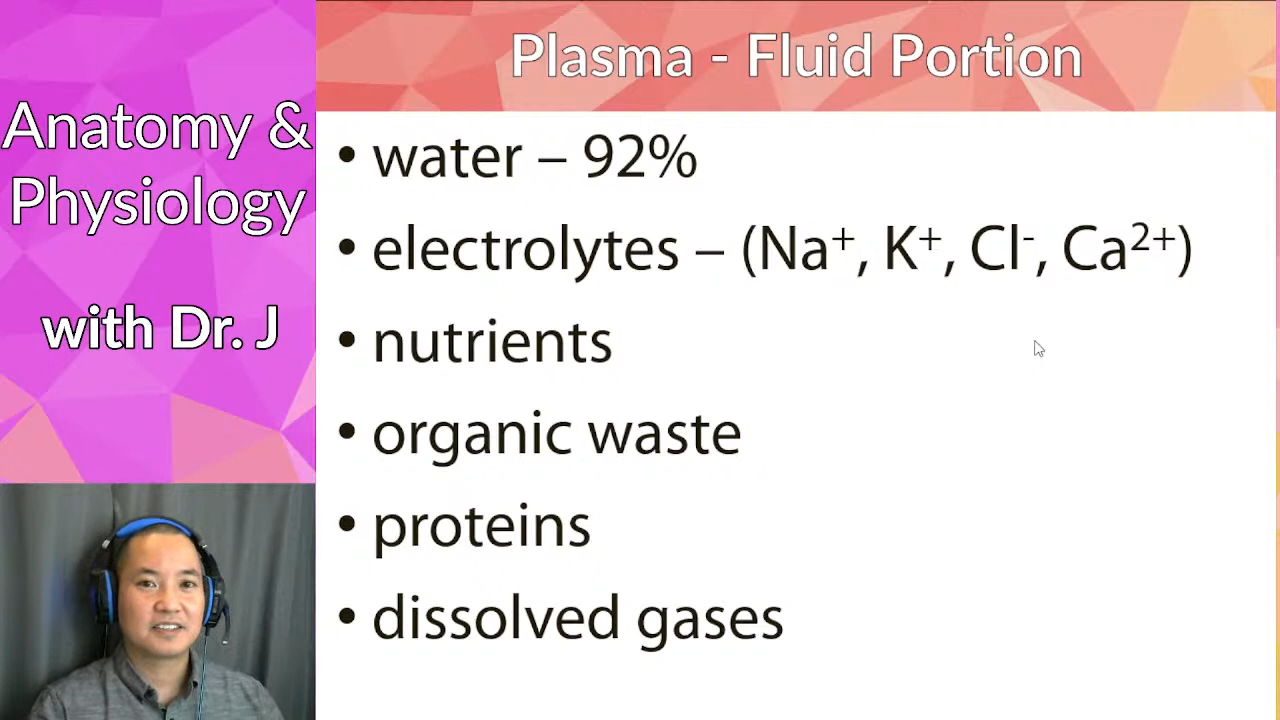 Anatomy &
Physiology
with Dr. J
Plasma - Fluid Portion
• water – 92%
• electrolytes – (Na⁺, K⁺, Cl⁻, Ca²⁺)
• nutrients
• organic waste
• proteins
• dissolved gases